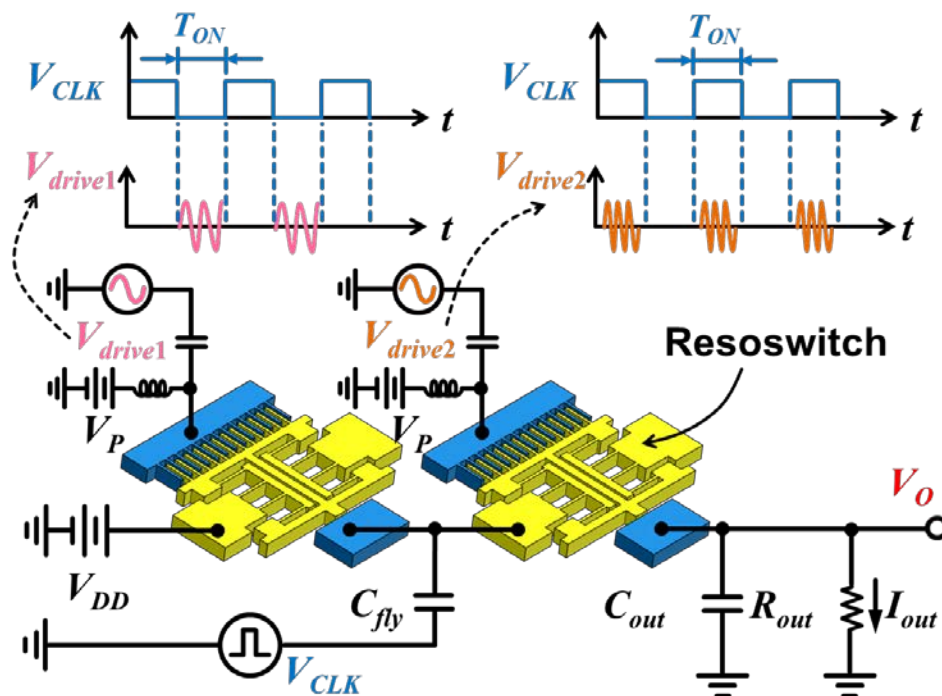 T_ON
V_CLK
t
V_drive1
t
T_ON
V_CLK
t
V_drive2
t
V_drive1
V_P
V_drive2
V_P
Resoswitch
V_O
V_DD
C_fly
C_out
R_out
I_out
V_CLK